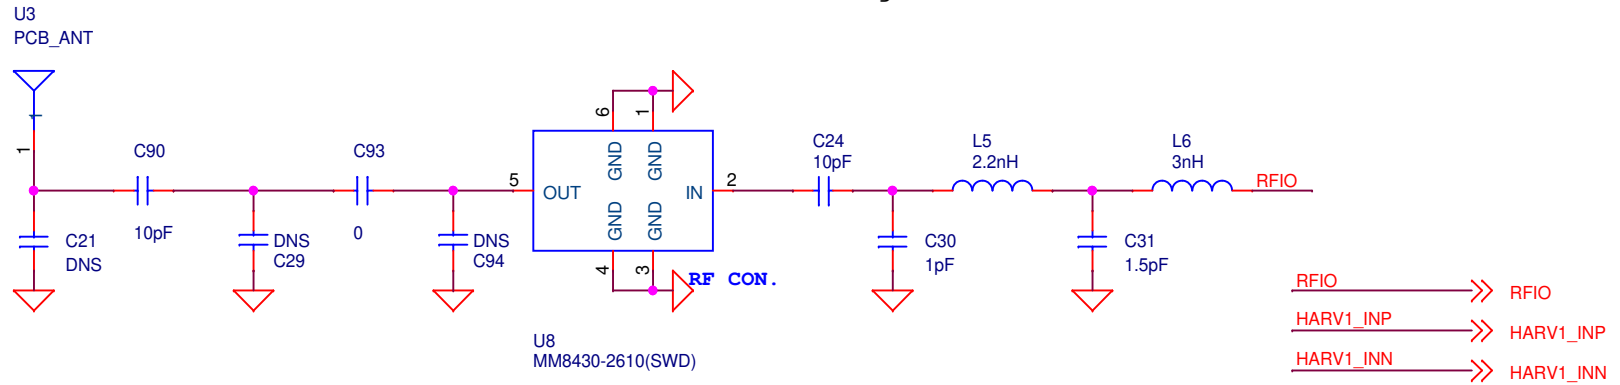 U3
PCB_ANT
1
1
C21
DNS
C90
10pF
DNS
C29
C93
0
DNS
C94
5
OUT
IN
2
6
1
GND
GND
GND
GND
4
3
RF CON.
U8
MM8430-2610(SWD)
C24
10pF
C30
1pF
L5
2.2nH
C31
1.5pF
L6
3nH
RFIO
RFIO
RFIO
HARV1_INP
HARV1_INP
HARV1_INN
HARV1_INN